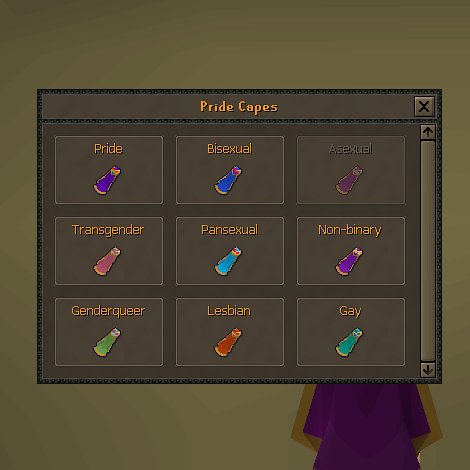 Pride Capes
Pride
Bisexual
Asexual
Transgender
Pansexual
Non-binary
Genderqueer
Lesbian
Gay